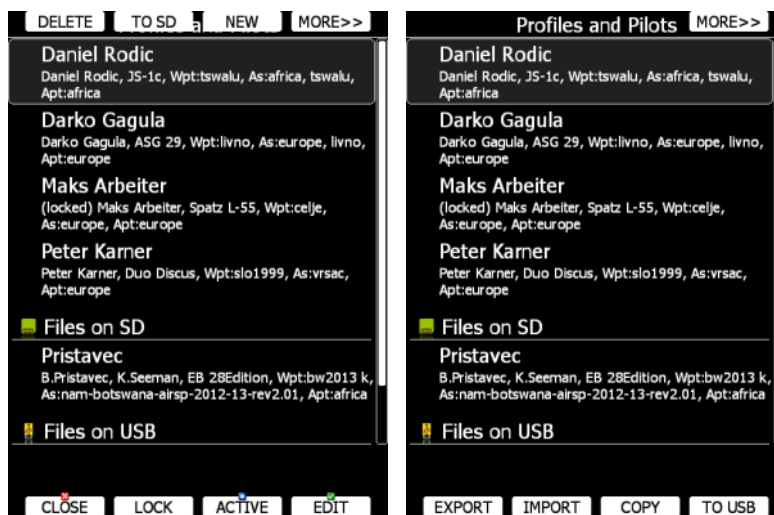 DELETE TO SD NEW MORE>>
Profiles and Pilots
Daniel Rodic
Daniel Rodic, JS-1c, Wpt:tswalu, As:africa, tswalu,
Apt:africa
Darko Gagula
Darko Gagula, ASG 29, Wpt:livno, As:europe, livno,
Apt:europe
Maks Arbeiter
(locked) Maks Arbeiter, Spatz L-55, Wpt:celje,
As:europe, Apt:europe
Peter Karner
Peter Karner, Duo Discus, Wpt:slo1999, As:vrsac,
Apt:europe
Files on SD
Pristavec
B.Pristavec, K.Seeman, EB 28Edition, Wpt:bw2013 k,
As:nam-botswana-airsp-2012-13-rev2.01, Apt:africa
Files on USB
CLOSE LOCK ACTIVE EDIT
Profiles and Pilots MORE>>
Daniel Rodic
Daniel Rodic, JS-1c, Wpt:tswalu, As:africa, tswalu,
Apt:africa
Darko Gagula
Darko Gagula, ASG 29, Wpt:livno, As:europe, livno,
Apt:europe
Maks Arbeiter
(locked) Maks Arbeiter, Spatz L-55, Wpt:celje,
As:europe, Apt:europe
Peter Karner
Peter Karner, Duo Discus, Wpt:slo1999, As:vrsac,
Apt:europe
Files on SD
Pristavec
B.Pristavec, K.Seeman, EB 28Edition, Wpt:bw2013 k,
As:nam-botswana-airsp-2012-13-rev2.01, Apt:africa
Files on USB
EXPORT IMPORT COPY TO USB